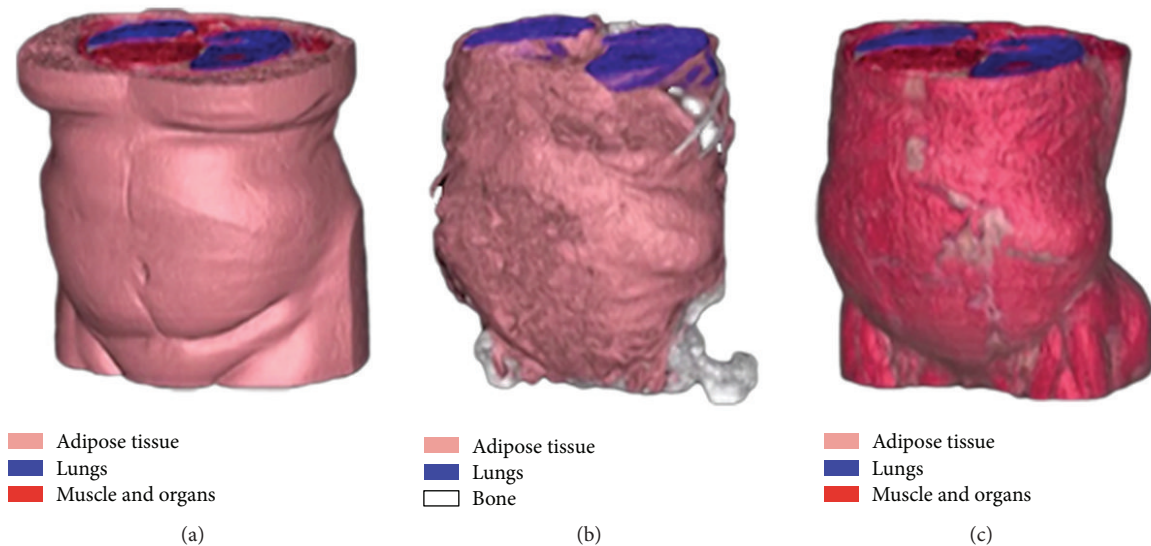 Adipose tissue
Lungs
Muscle and organs
(a)
Adipose tissue
Lungs
Bone
(b)
Adipose tissue
Lungs
Muscle and organs
(c)